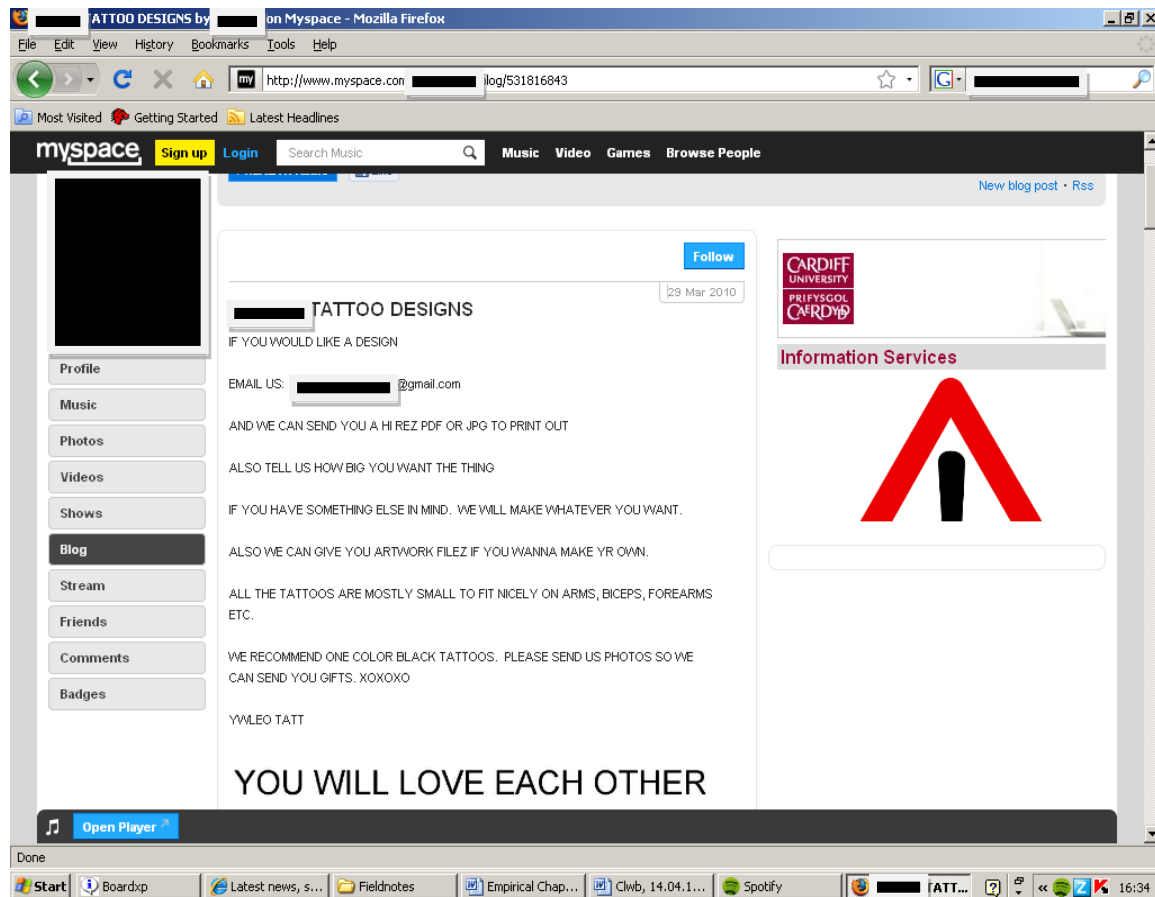 ATTOO DESIGNS by on Myspace - Mozilla Firefox
File Edit View History Bookmarks Tools Help
http://www.myspace.com log/531816843
Most Visited Getting Started Latest Headlines
myspace Sign up Login Search Music Music Video Games Browse People
New blog post • Rss
Follow
29 Mar 2010
TATTOO DESIGNS
IF YOU WOULD LIKE A DESIGN
EMAIL US: @gmail.com
AND WE CAN SEND YOU A HI REZ PDF OR JPG TO PRINT OUT
ALSO TELL US HOW BIG YOU WANT THE THING
IF YOU HAVE SOMETHING ELSE IN MIND. WE WILL MAKE WHATEVER YOU WANT.
ALSO WE CAN GIVE YOU ARTWORK FILEZ IF YOU WANNA MAKE YR OWN.
ALL THE TATTOOS ARE MOSTLY SMALL TO FIT NICELY ON ARMS, BICEPS, FOREARMS
ETC.
WE RECOMMEND ONE COLOR BLACK TATTOOS. PLEASE SEND US PHOTOS SO WE
CAN SEND YOU GIFTS. XOXOXO
YWLEO TATT
YOU WILL LOVE EACH OTHER
Profile
Music
Photos
Videos
Shows
Blog
Stream
Friends
Comments
Badges
CARDIFF
UNIVERSITY
PRIFYSGOL
CAERDYDD
Information Services
Open Player
Done
Start Boardxp Latest news, s... Fieldnotes Empirical Chap... Clwb, 14.04.1... Spotify TATT... 16:34